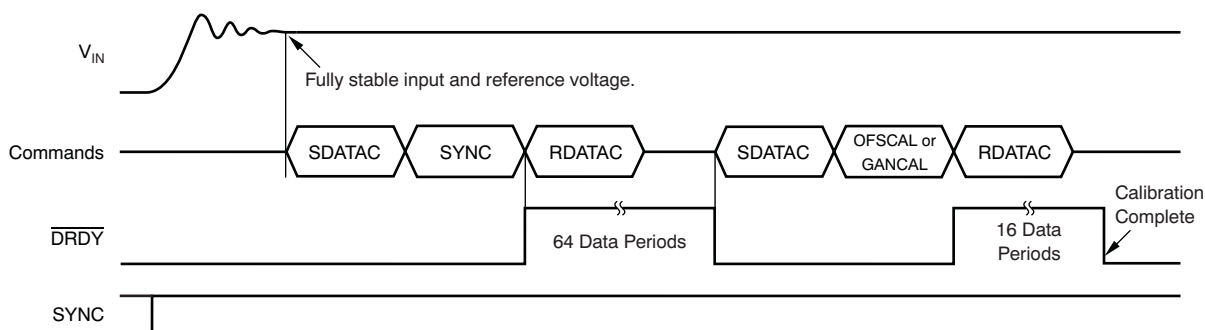 VIN
Fully stable input and reference voltage.
Commands
SDATAC
SYNC
RDATAC
SDATAC
OFSCAL or
GANCAL
RDATAC
DRDY
64 Data Periods
16 Data
Periods
Calibration
Complete
SYNC